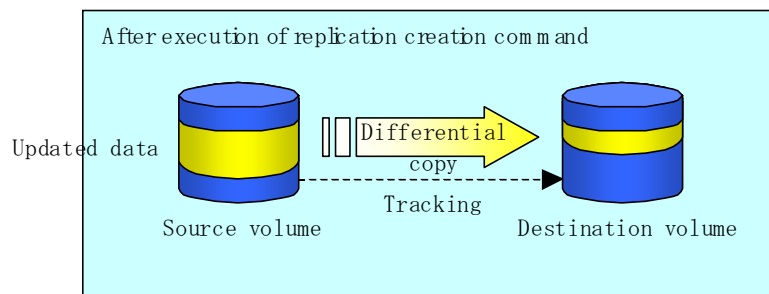 After execution of replication creation command
Updated data
Differential
copy
Tracking
Source volume
Destination volume